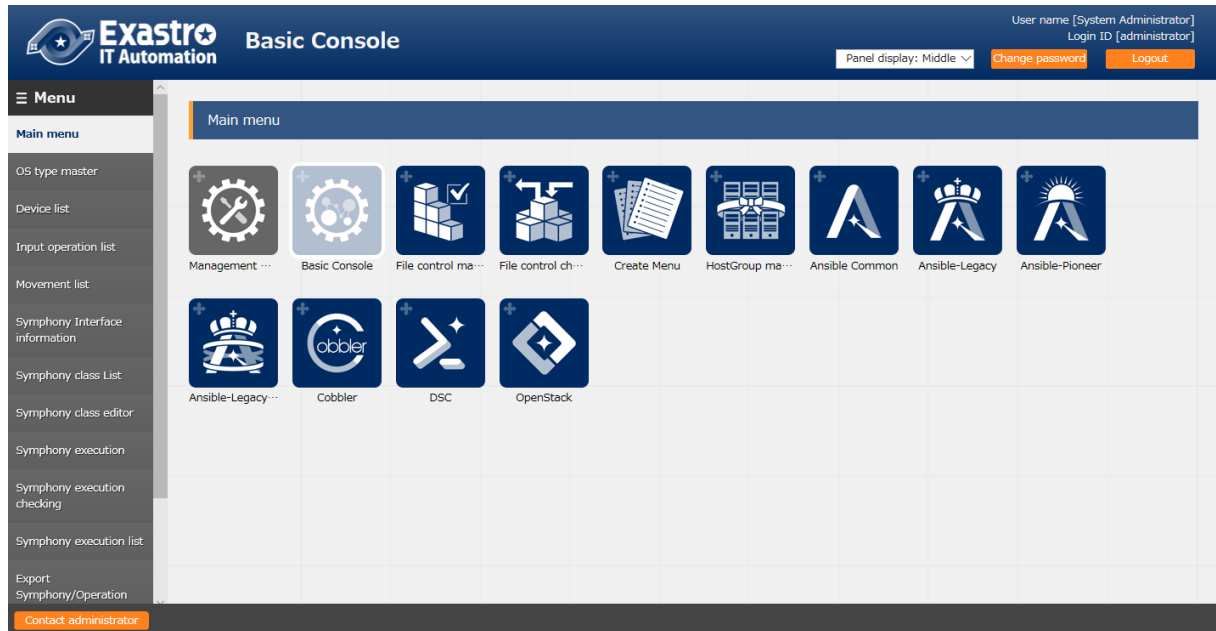 Exastro
IT Automation
Basic Console
User name [System Administrator]
Login ID [administrator]
Panel display: Middle
Change password
Logout
☰ Menu
Main menu
OS type master
Device list
Input operation list
Movement list
Symphony Interface
information
Symphony class List
Symphony class editor
Symphony execution
Symphony execution
checking
Symphony execution list
Export
Symphony/Operation
Main menu
Management ···
Basic Console
File control ma···
File control ch···
Create Menu
HostGroup ma···
Ansible Common
Ansible-Legacy
Ansible-Pioneer
Ansible-Legacy···
Cobbler
Cobbler
DSC
OpenStack
Contact administrator